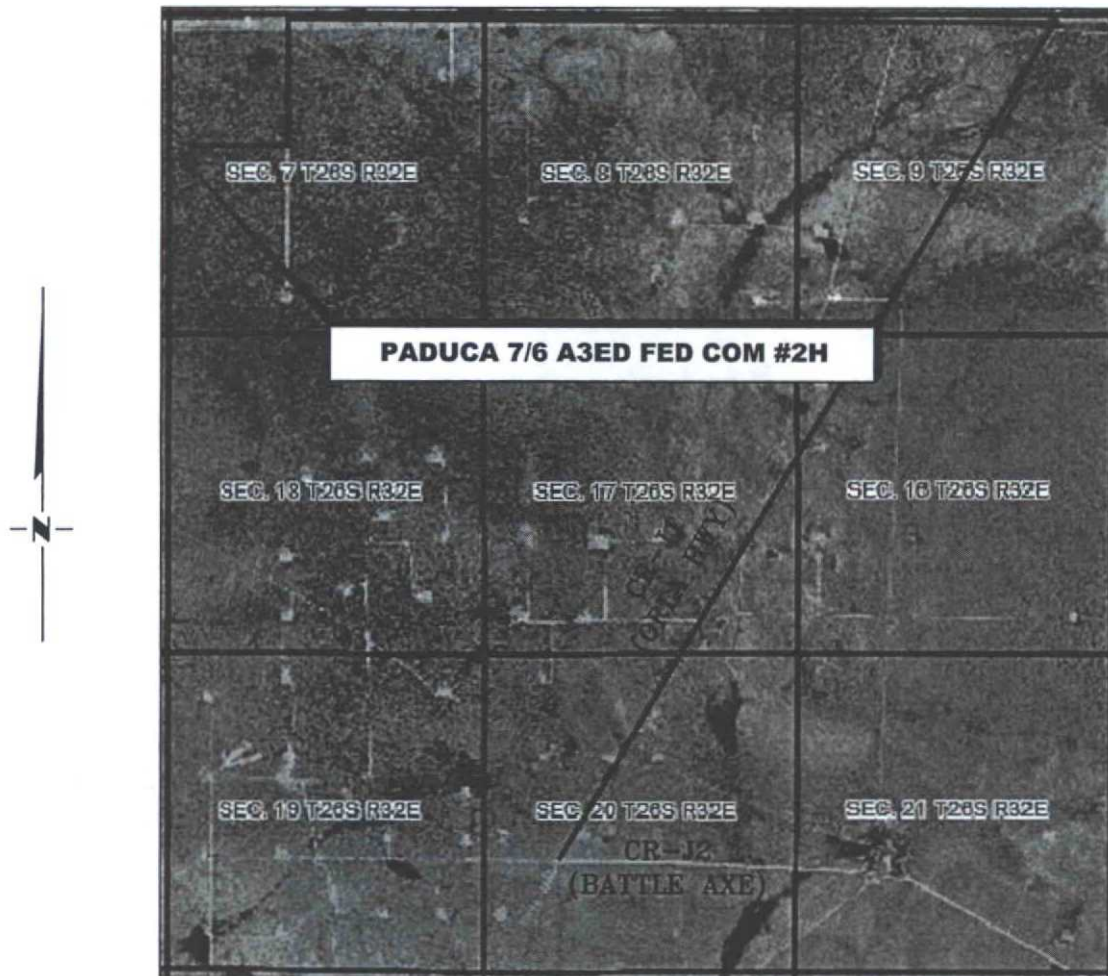 SEC. 7 T26S R32E
SEC. 8 T26S R32E
SEC. 9 T26S R32E
PADUCA 7/6 A3ED FED COM #2H
SEC. 18 T26S R32E
SEC. 17 T26S R32E
SEC. 16 T26S R32E
(ORLA HWY)
N
SEC. 19 T26S R32E
SEC. 20 T26S R32E
SEC. 21 T26S R32E
CR-J2
(BATTLE AXE)